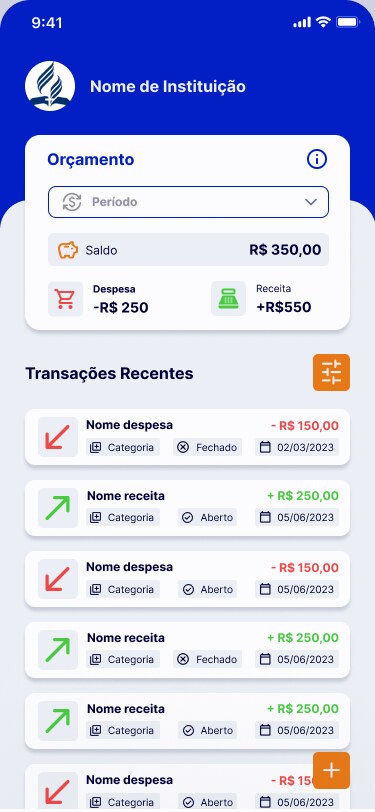 9:41
Nome de Instituição
Orçamento
Período
Saldo R$ 350,00
Despesa Receita
-R$ 250 +R$550
Transações Recentes
Nome despesa - R$ 150,00
Categoria Fechado 02/03/2023
Nome receita + R$ 250,00
Categoria Aberto 05/06/2023
Nome despesa - R$ 150,00
Categoria Aberto 05/06/2023
Nome receita + R$ 250,00
Categoria Fechado 05/06/2023
Nome receita + R$ 250,00
Categoria Aberto 05/06/2023
Nome despesa - R$ 15
Categoria Aberto 05/06/2023